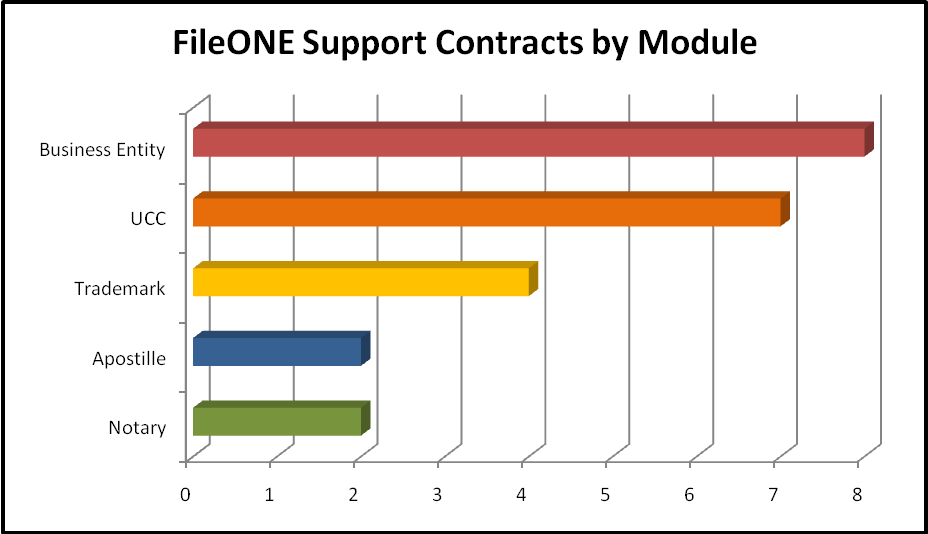 FileONE Support Contracts by Module
Business Entity
UCC
Trademark
Apostille
Notary
0 1 2 3 4 5 6 7 8